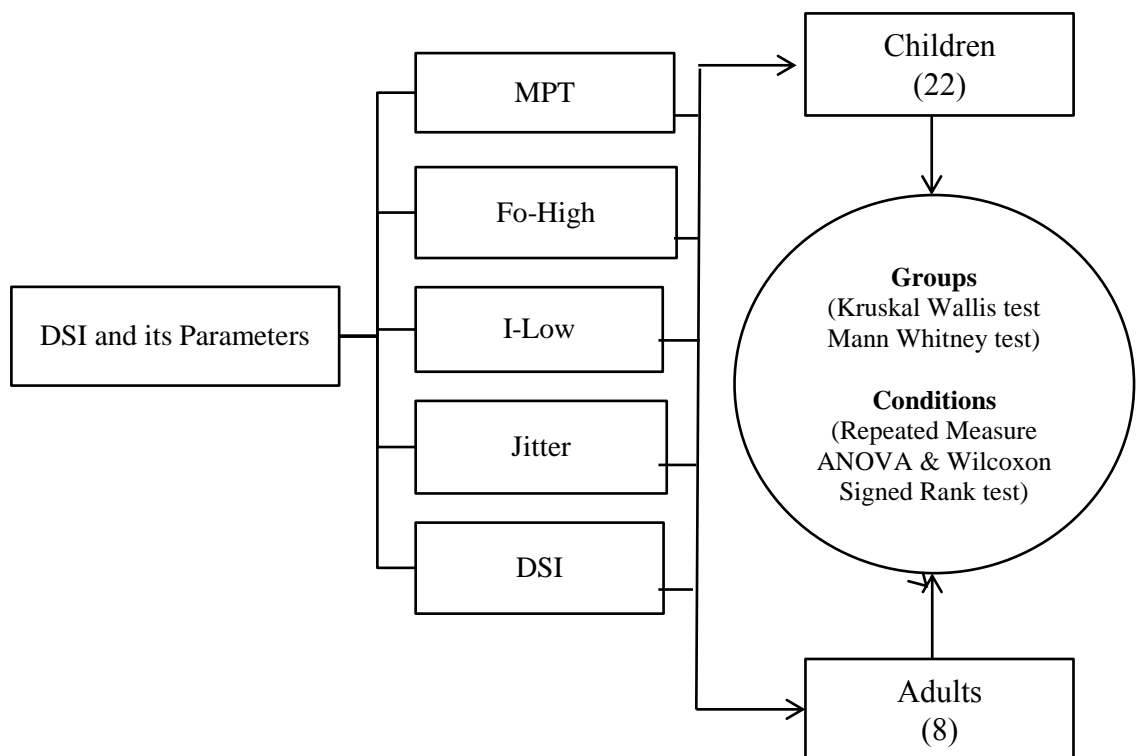 Children
(22)
MPT
Fo-High
DSI and its Parameters
I-Low
Jitter
DSI
Groups
(Kruskal Wallis test
Mann Whitney test)
Conditions
(Repeated Measure
ANOVA & Wilcoxon
Signed Rank test)
Adults
(8)